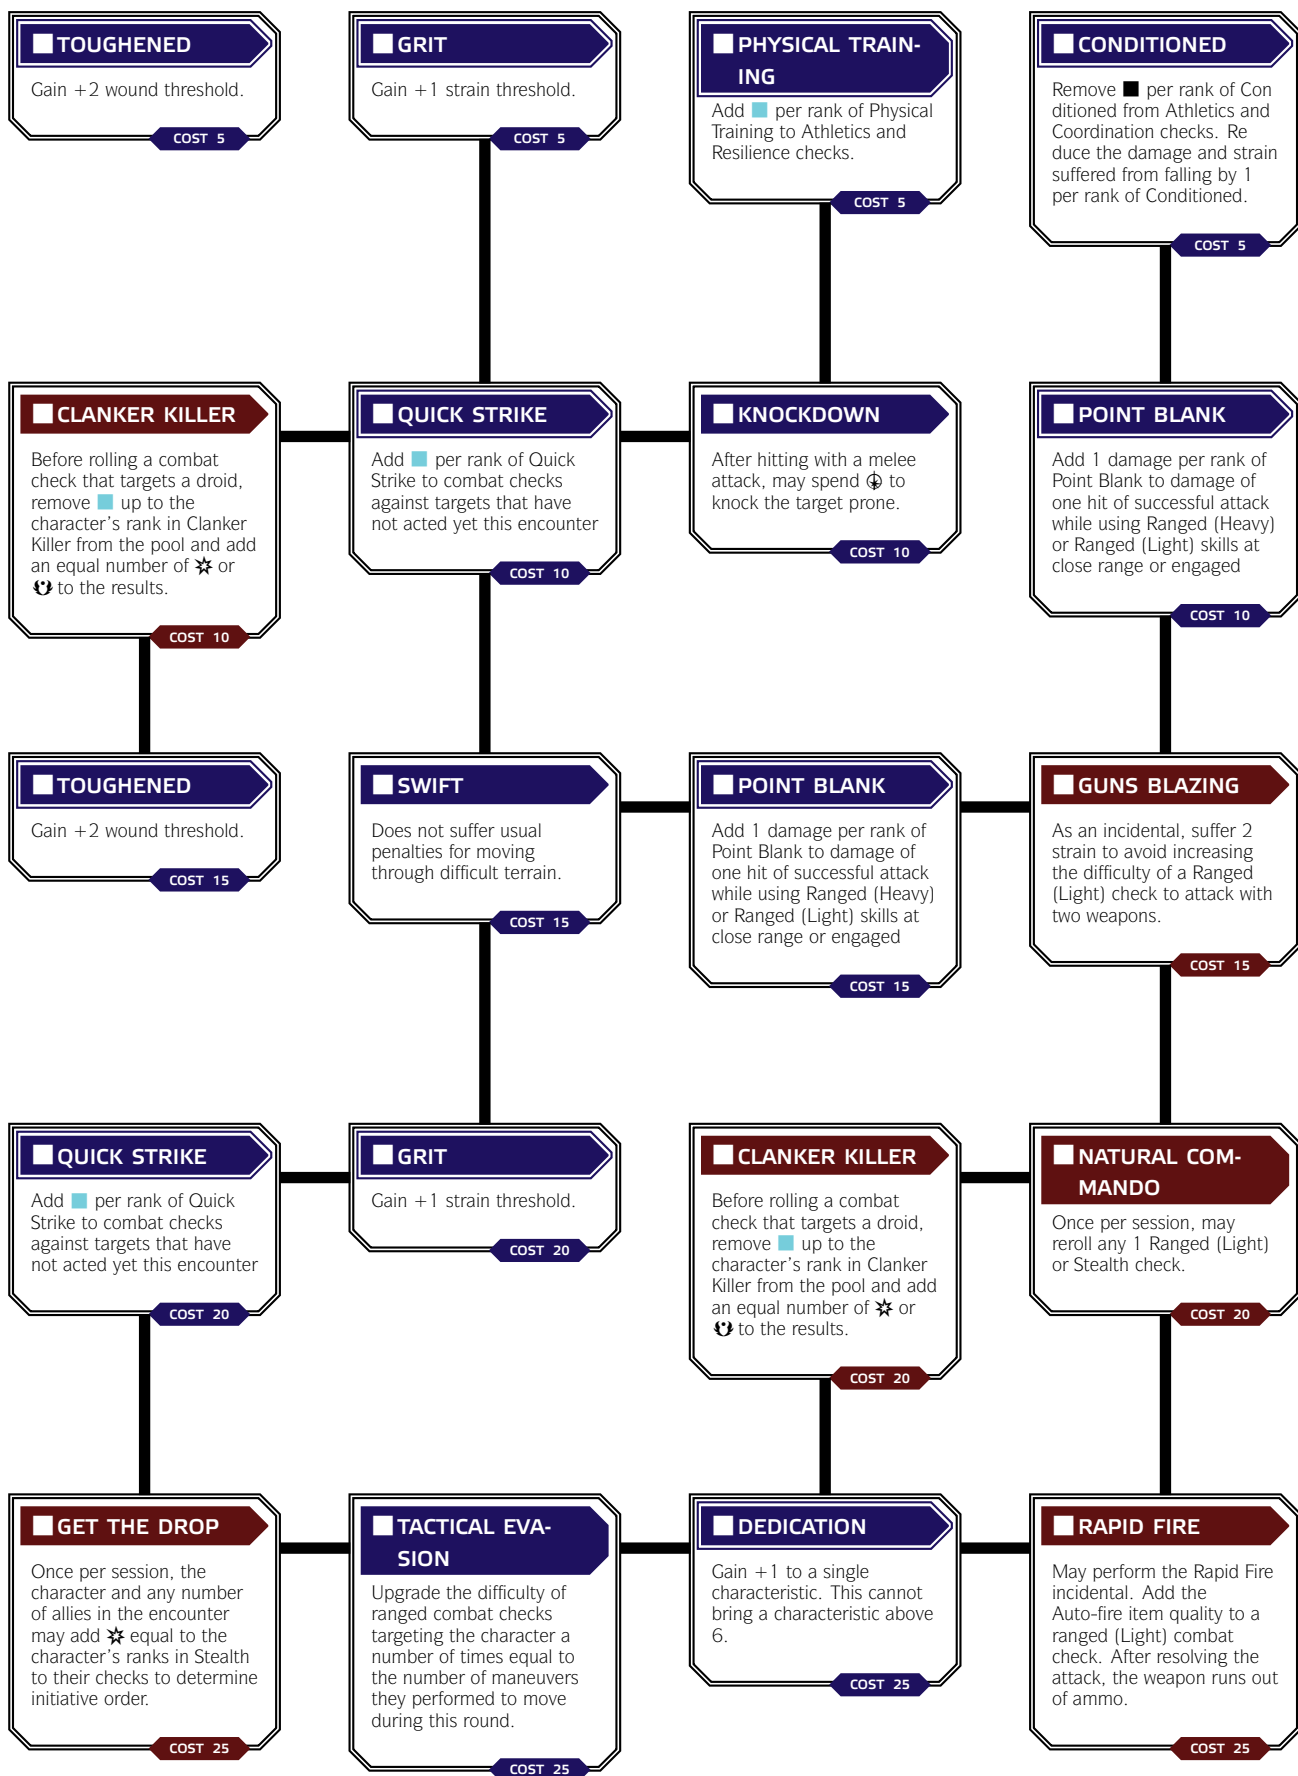 TOUGHENED
Gain +2 wound threshold.
COST 5
GRIT
Gain +1 strain threshold.
COST 5
PHYSICAL TRAIN-
ING
Add per rank of Physical
Training to Athletics and
Resilience checks.
COST 5
CONDITIONED
Remove per rank of Con
ditioned from Athletics and
Coordination checks. Re
duce the damage and strain
suffered from falling by 1
per rank of Conditioned.
COST 5
CLANKER KILLER
Before rolling a combat
check that targets a droid,
remove up to the
character's rank in Clanker
Killer from the pool and add
an equal number of or
to the results.
COST 10
QUICK STRIKE
Add per rank of Quick
Strike to combat checks
against targets that have
not acted yet this encounter
COST 10
KNOCKDOWN
After hitting with a melee
attack, may spend to
knock the target prone.
COST 10
POINT BLANK
Add 1 damage per rank of
Point Blank to damage of
one hit of successful attack
while using Ranged (Heavy)
or Ranged (Light) skills at
close range or engaged
COST 10
TOUGHENED
Gain +2 wound threshold.
COST 15
SWIFT
Does not suffer usual
penalties for moving
through difficult terrain.
COST 15
POINT BLANK
Add 1 damage per rank of
Point Blank to damage of
one hit of successful attack
while using Ranged (Heavy)
or Ranged (Light) skills at
close range or engaged
COST 15
GUNS BLAZING
As an incidental, suffer 2
strain to avoid increasing
the difficulty of a Ranged
(Light) check to attack with
two weapons.
COST 15
QUICK STRIKE
Add per rank of Quick
Strike to combat checks
against targets that have
not acted yet this encounter
COST 20
GRIT
Gain +1 strain threshold.
COST 20
CLANKER KILLER
Before rolling a combat
check that targets a droid,
remove up to the
character's rank in Clanker
Killer from the pool and add
an equal number of or
to the results.
COST 20
NATURAL COM-
MANDO
Once per session, may
reroll any 1 Ranged (Light)
or Stealth check.
COST 20
GET THE DROP
Once per session, the
character and any number
of allies in the encounter
may add equal to the
character's ranks in Stealth
to their checks to determine
initiative order.
COST 25
TACTICAL EVA-
SION
Upgrade the difficulty of
ranged combat checks
targeting the character a
number of times equal to
the number of maneuvers
they performed to move
during this round.
COST 25
DEDICATION
Gain +1 to a single
characteristic. This cannot
bring a characteristic above
6.
COST 25
RAPID FIRE
May perform the Rapid Fire
incidental. Add the
Auto-fire item quality to a
ranged (Light) combat
check. After resolving the
attack, the weapon runs out
of ammo.
COST 25